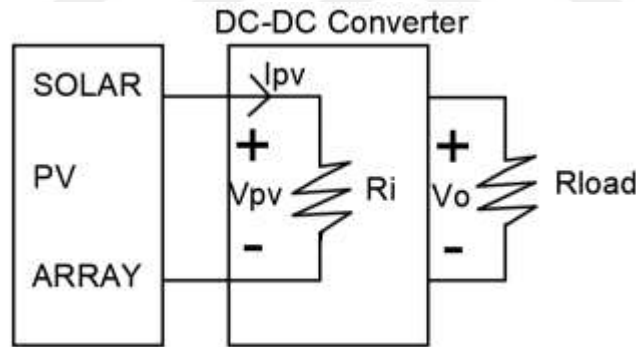 DC-DC Converter
SOLAR
PV
ARRAY
Ipv
+
Vpv
-
Ri
+
Vo
-
Rload